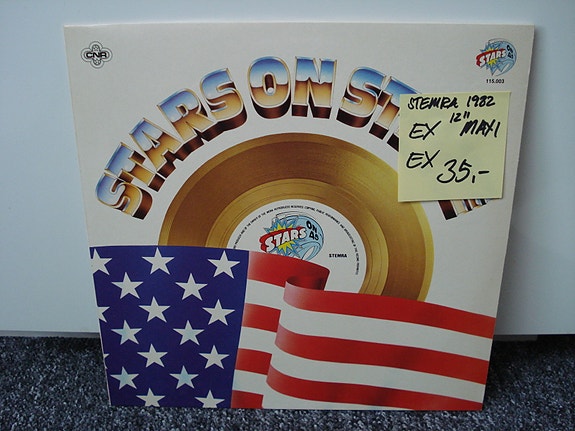 CNR
STARS ON ST
STARS
ON 45
115.003
STEMRA 1982
12"
EX MAXI
EX 35,-
STARS
ON 45
STEMRA